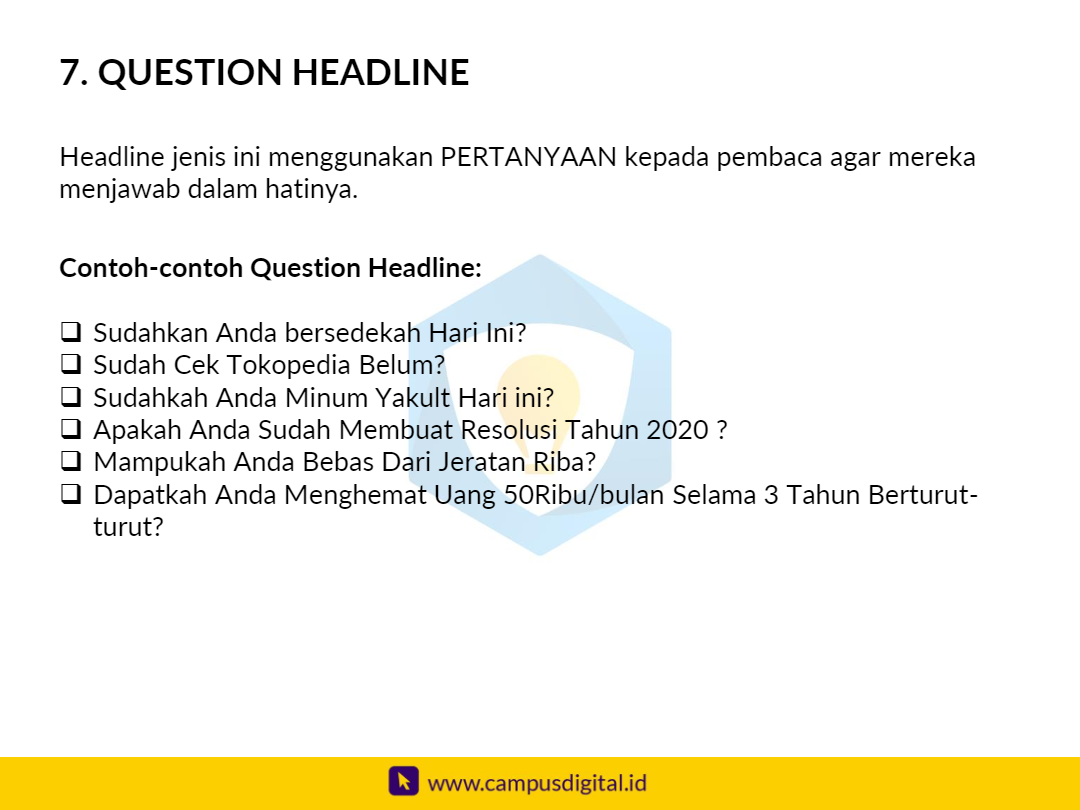 7. QUESTION HEADLINE
Headline jenis ini menggunakan PERTANYAAN kepada pembaca agar mereka
menjawab dalam hatinya.
Contoh-contoh Question Headline:
❑ Sudahkan Anda bersedekah Hari Ini?
❑ Sudah Cek Tokopedia Belum?
❑ Sudahkah Anda Minum Yakult Hari ini?
❑ Apakah Anda Sudah Membuat Resolusi Tahun 2020 ?
❑ Mampukah Anda Bebas Dari Jeratan Riba?
❑ Dapatkah Anda Menghemat Uang 50Ribu/bulan Selama 3 Tahun Berturut-
turut?
www.campusdigital.id